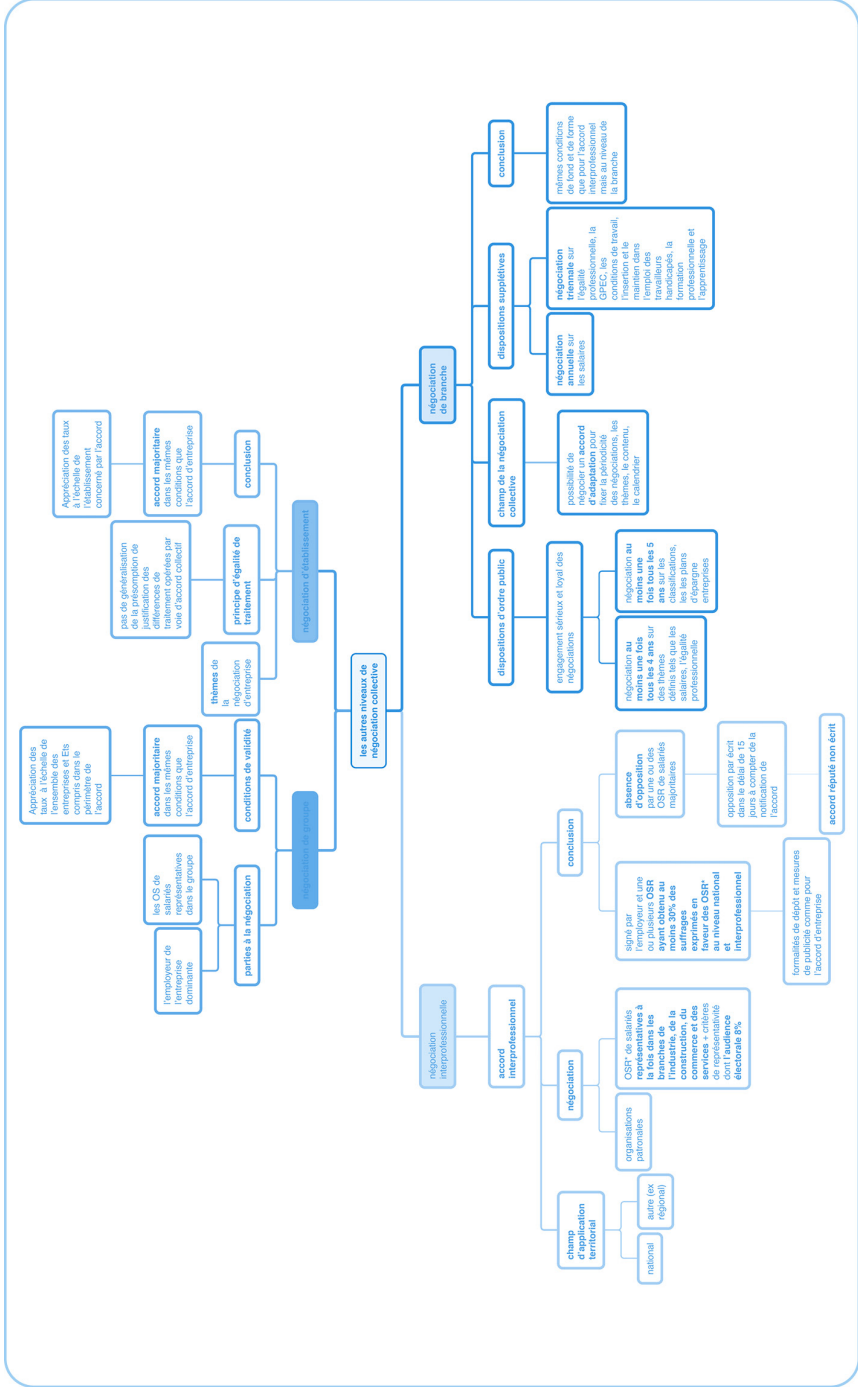 l'employeur de
l'entreprise
dominante
les OS de
salariés
représentatives
dans le groupe
parties à la négociation
Appréciation des
taux à l'échelle de
l'ensemble des
entreprises et Ets
compris dans le
périmètre de
l'accord
accord majoritaire
dans les mêmes
conditions que
l'accord d'entreprise
conditions de validité
négociation de groupe
thèmes de
la
négociation
d'entreprise
pas de généralisation
de la présomption de
justification des
différences de
traitement opérées par
voie d'accord collectif
principe d'égalité de
traitement
Appréciation des taux
à l'échelle de
l'établissement
concerné par l'accord
accord majoritaire
dans les mêmes
conditions que
l'accord d'entreprise
conclusion
négociation d'établissement
les autres niveaux de
négociation collective
négociation
interprofessionnelle
accord
interprofessionnel
champ
d'application
territorial
national
autre (ex
régional)
négociation
organisations
patronales
OSR* de salariés
représentatives à
la fois dans les
branches de
l'industrie, de la
construction, du
commerce et des
services + critères
de représentativité
dont l'audience
électorale 8%
conclusion
signé par
l'employeur et une
ou plusieurs OSR
ayant obtenu au
moins 30% des
suffrages
exprimés en
faveur des OSR*
au niveau national
et
interprofessionnel
formalités de dépôt et mesures
de publicité comme pour
l'accord d'entreprise
absence
d'opposition
par une ou des
OSR de salariés
majoritaires
opposition par écrit
dans le délai de 15
jours à compter de la
notification de
l'accord
accord réputé non écrit
négociation
de branche
dispositions d'ordre public
engagement sérieux et loyal des
négociations
négociation au
moins une fois
tous les 4 ans sur
des thèmes
définis tels que les
salaires, l'égalité
professionnelle
négociation au
moins une
fois tous les 5
ans sur les
classifications,
les les plans
d'épargne
entreprises
champ de la négociation
collective
possibilité de
négocier un accord
d'adaptation pour
fixer la périodicité
des négociations, les
thèmes, le contenu,
le calendrier
dispositions supplétives
négociation
annuelle sur
les salaires
négociation
triennale sur
l'égalité
professionnelle, la
GPEC, les
conditions de travail,
l'insertion et le
maintien dans
l'emploi des
travailleurs
handicapés, la
formation
professionnelle et
l'apprentissage
conclusion
mêmes conditions
de fond et de forme
que pour l'accord
interprofessionnel
mais au niveau de
la branche